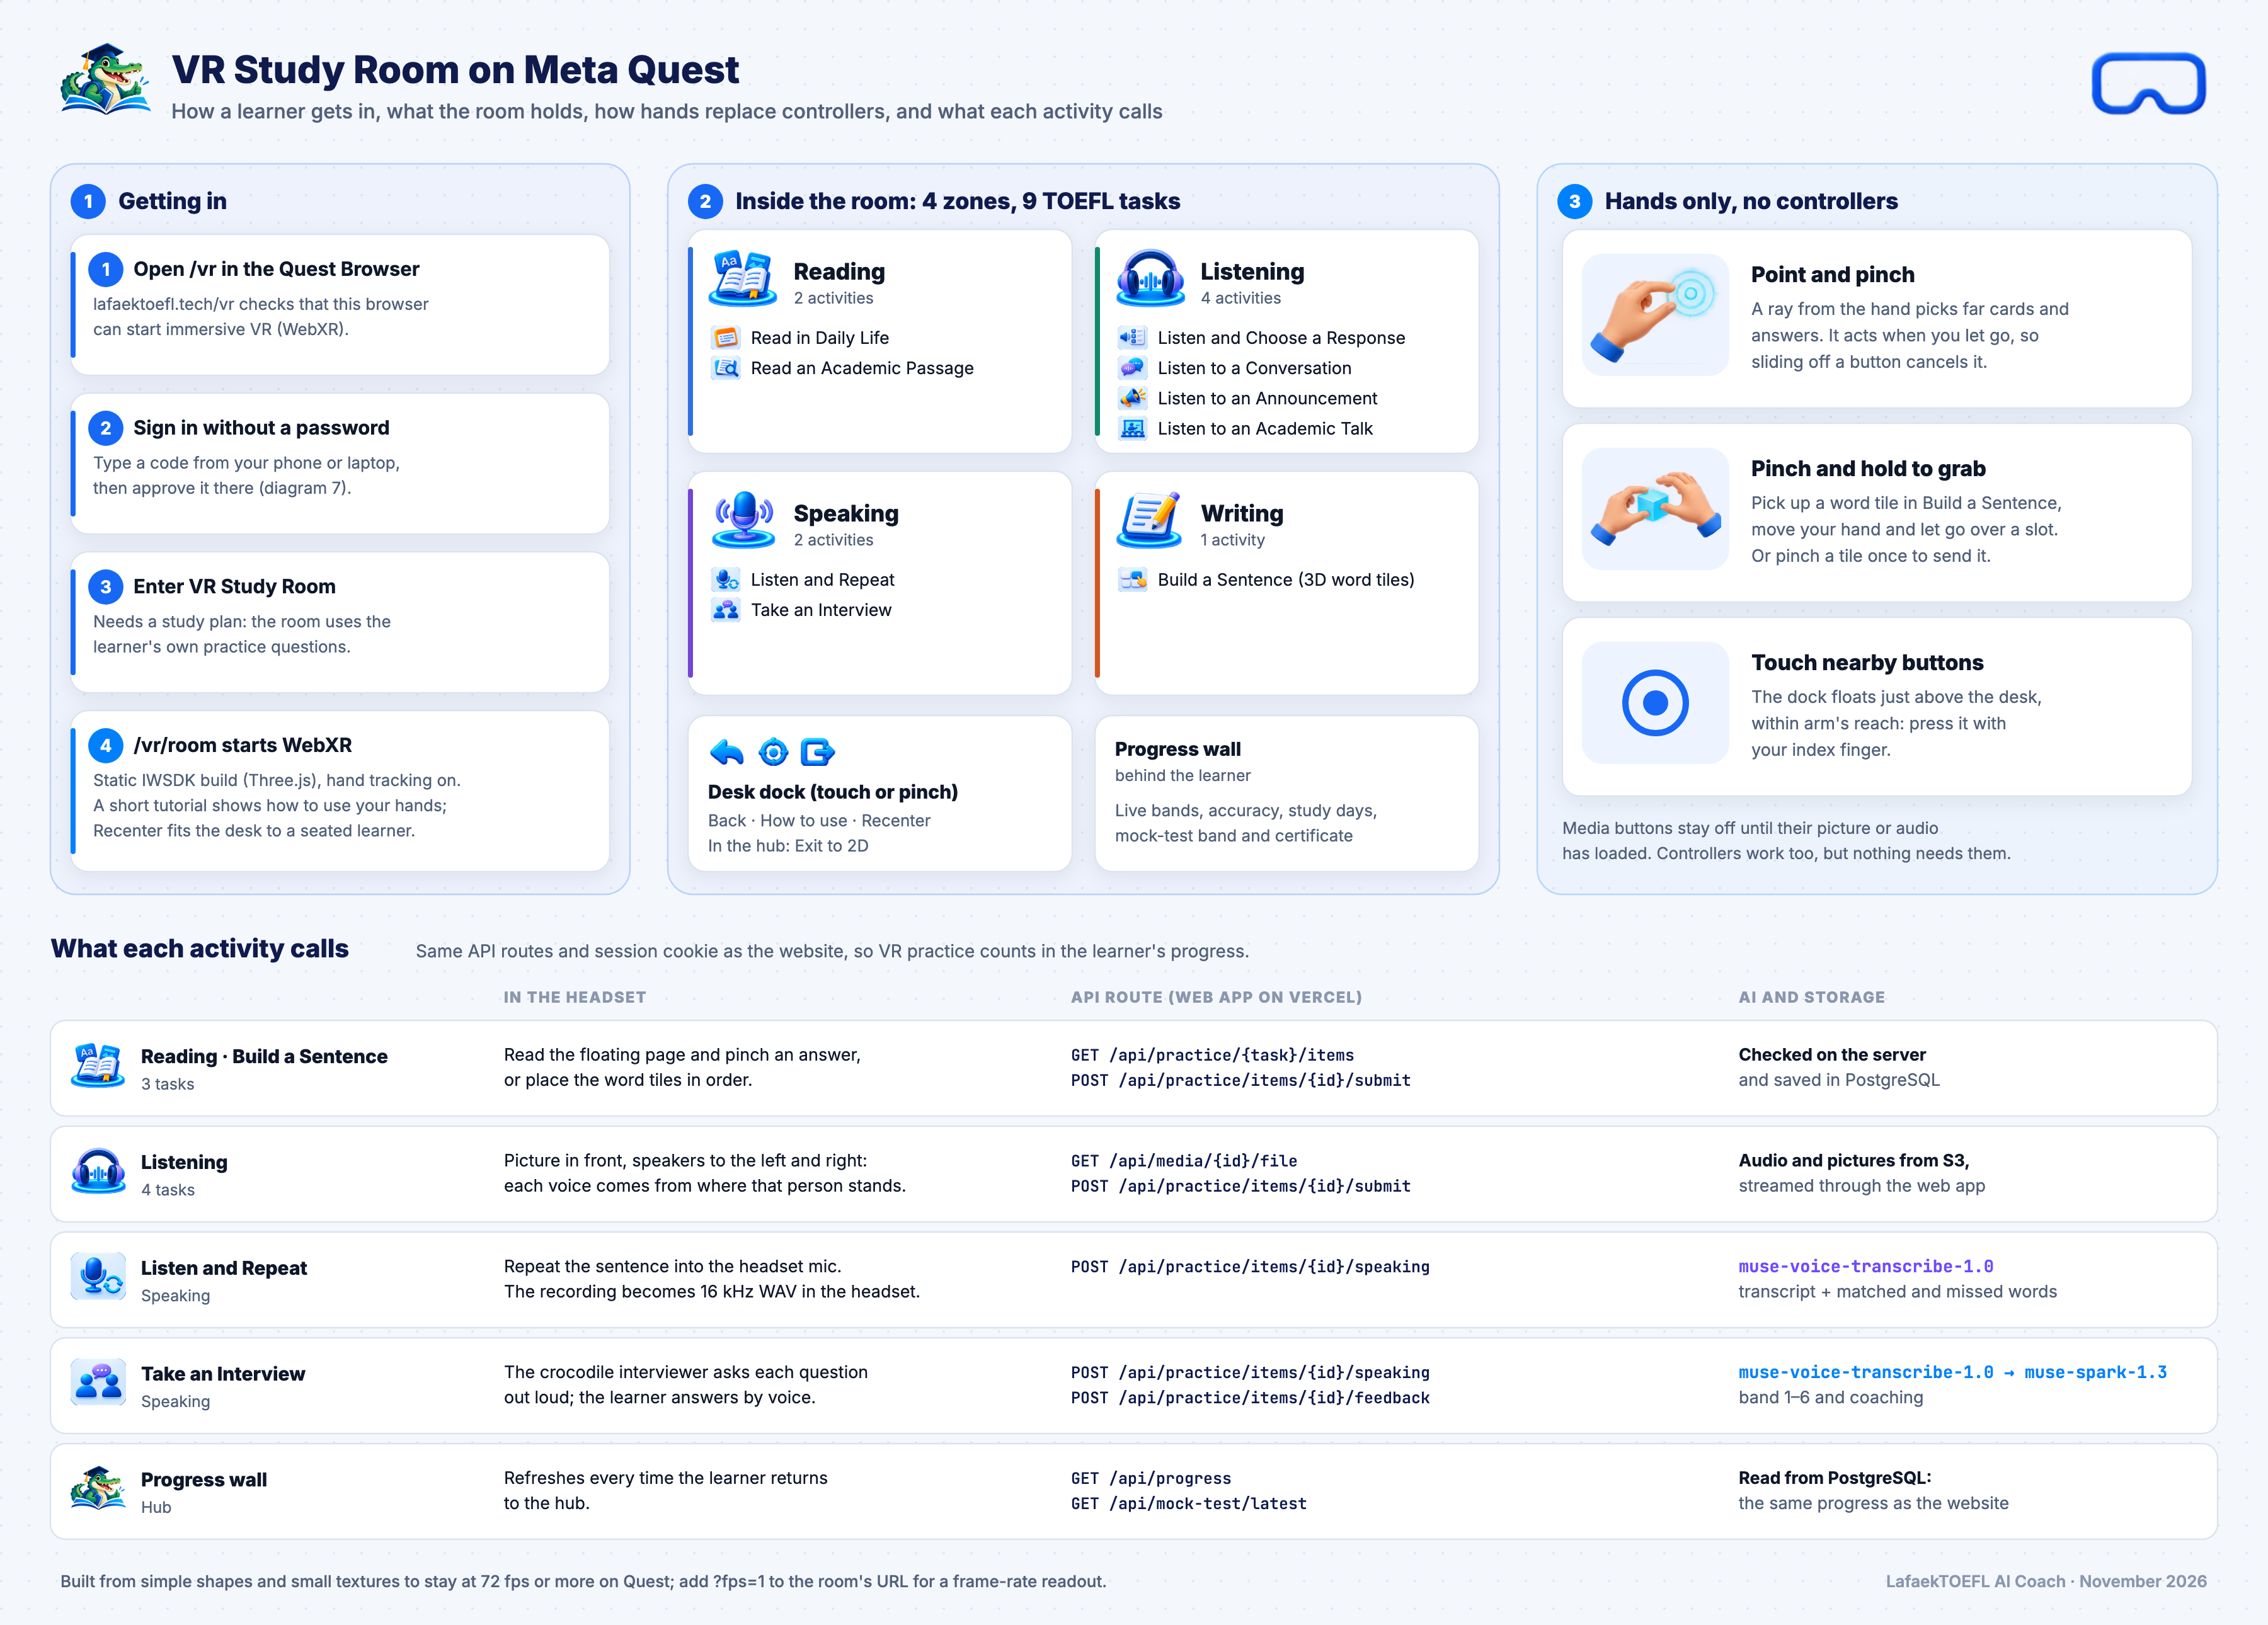 VR Study Room on Meta Quest
How a learner gets in, what the room holds, how hands replace controllers, and what each activity calls
1 Getting in
1 Open /vr in the Quest Browser
lafaektoefl.tech/vr checks that this browser
can start immersive VR (WebXR).
2 Sign in without a password
Type a code from your phone or laptop,
then approve it there (diagram 7).
3 Enter VR Study Room
Needs a study plan: the room uses the
learner's own practice questions.
4 /vr/room starts WebXR
Static IWSDK build (Three.js), hand tracking on.
A short tutorial shows how to use your hands;
Recenter fits the desk to a seated learner.
2 Inside the room: 4 zones, 9 TOEFL tasks
Aa
Reading
2 activities
Read in Daily Life
Read an Academic Passage
Listening
4 activities
Listen and Choose a Response
Listen to a Conversation
Listen to an Announcement
Listen to an Academic Talk
Speaking
2 activities
Listen and Repeat
Take an Interview
Writing
1 activity
Build a Sentence (3D word tiles)
Desk dock (touch or pinch)
Back · How to use · Recenter
In the hub: Exit to 2D
Progress wall
behind the learner
Live bands, accuracy, study days,
mock-test band and certificate
3 Hands only, no controllers
Point and pinch
A ray from the hand picks far cards and
answers. It acts when you let go, so
sliding off a button cancels it.
Pinch and hold to grab
Pick up a word tile in Build a Sentence,
move your hand and let go over a slot.
Or pinch a tile once to send it.
Touch nearby buttons
The dock floats just above the desk,
within arm's reach: press it with
your index finger.
Media buttons stay off until their picture or audio
has loaded. Controllers work too, but nothing needs them.
What each activity calls
Same API routes and session cookie as the website, so VR practice counts in the learner's progress.
IN THE HEADSET
API ROUTE (WEB APP ON VERCEL)
AI AND STORAGE
Aa
Reading · Build a Sentence
3 tasks
Read the floating page and pinch an answer,
or place the word tiles in order.
GET /api/practice/{task}/items
POST /api/practice/items/{id}/submit
Checked on the server
and saved in PostgreSQL
Listening
4 tasks
Picture in front, speakers to the left and right:
each voice comes from where that person stands.
GET /api/media/{id}/file
POST /api/practice/items/{id}/submit
Audio and pictures from S3,
streamed through the web app
Listen and Repeat
Speaking
Repeat the sentence into the headset mic.
The recording becomes 16 kHz WAV in the headset.
POST /api/practice/items/{id}/speaking
muse-voice-transcribe-1.0
transcript + matched and missed words
Take an Interview
Speaking
The crocodile interviewer asks each question
out loud; the learner answers by voice.
POST /api/practice/items/{id}/speaking
POST /api/practice/items/{id}/feedback
muse-voice-transcribe-1.0 → muse-spark-1.3
band 1–6 and coaching
Progress wall
Hub
Refreshes every time the learner returns
to the hub.
GET /api/progress
GET /api/mock-test/latest
Read from PostgreSQL:
the same progress as the website
Built from simple shapes and small textures to stay at 72 fps or more on Quest; add ?fps=1 to the room's URL for a frame-rate readout.
LafaekTOEFL AI Coach · November 2026